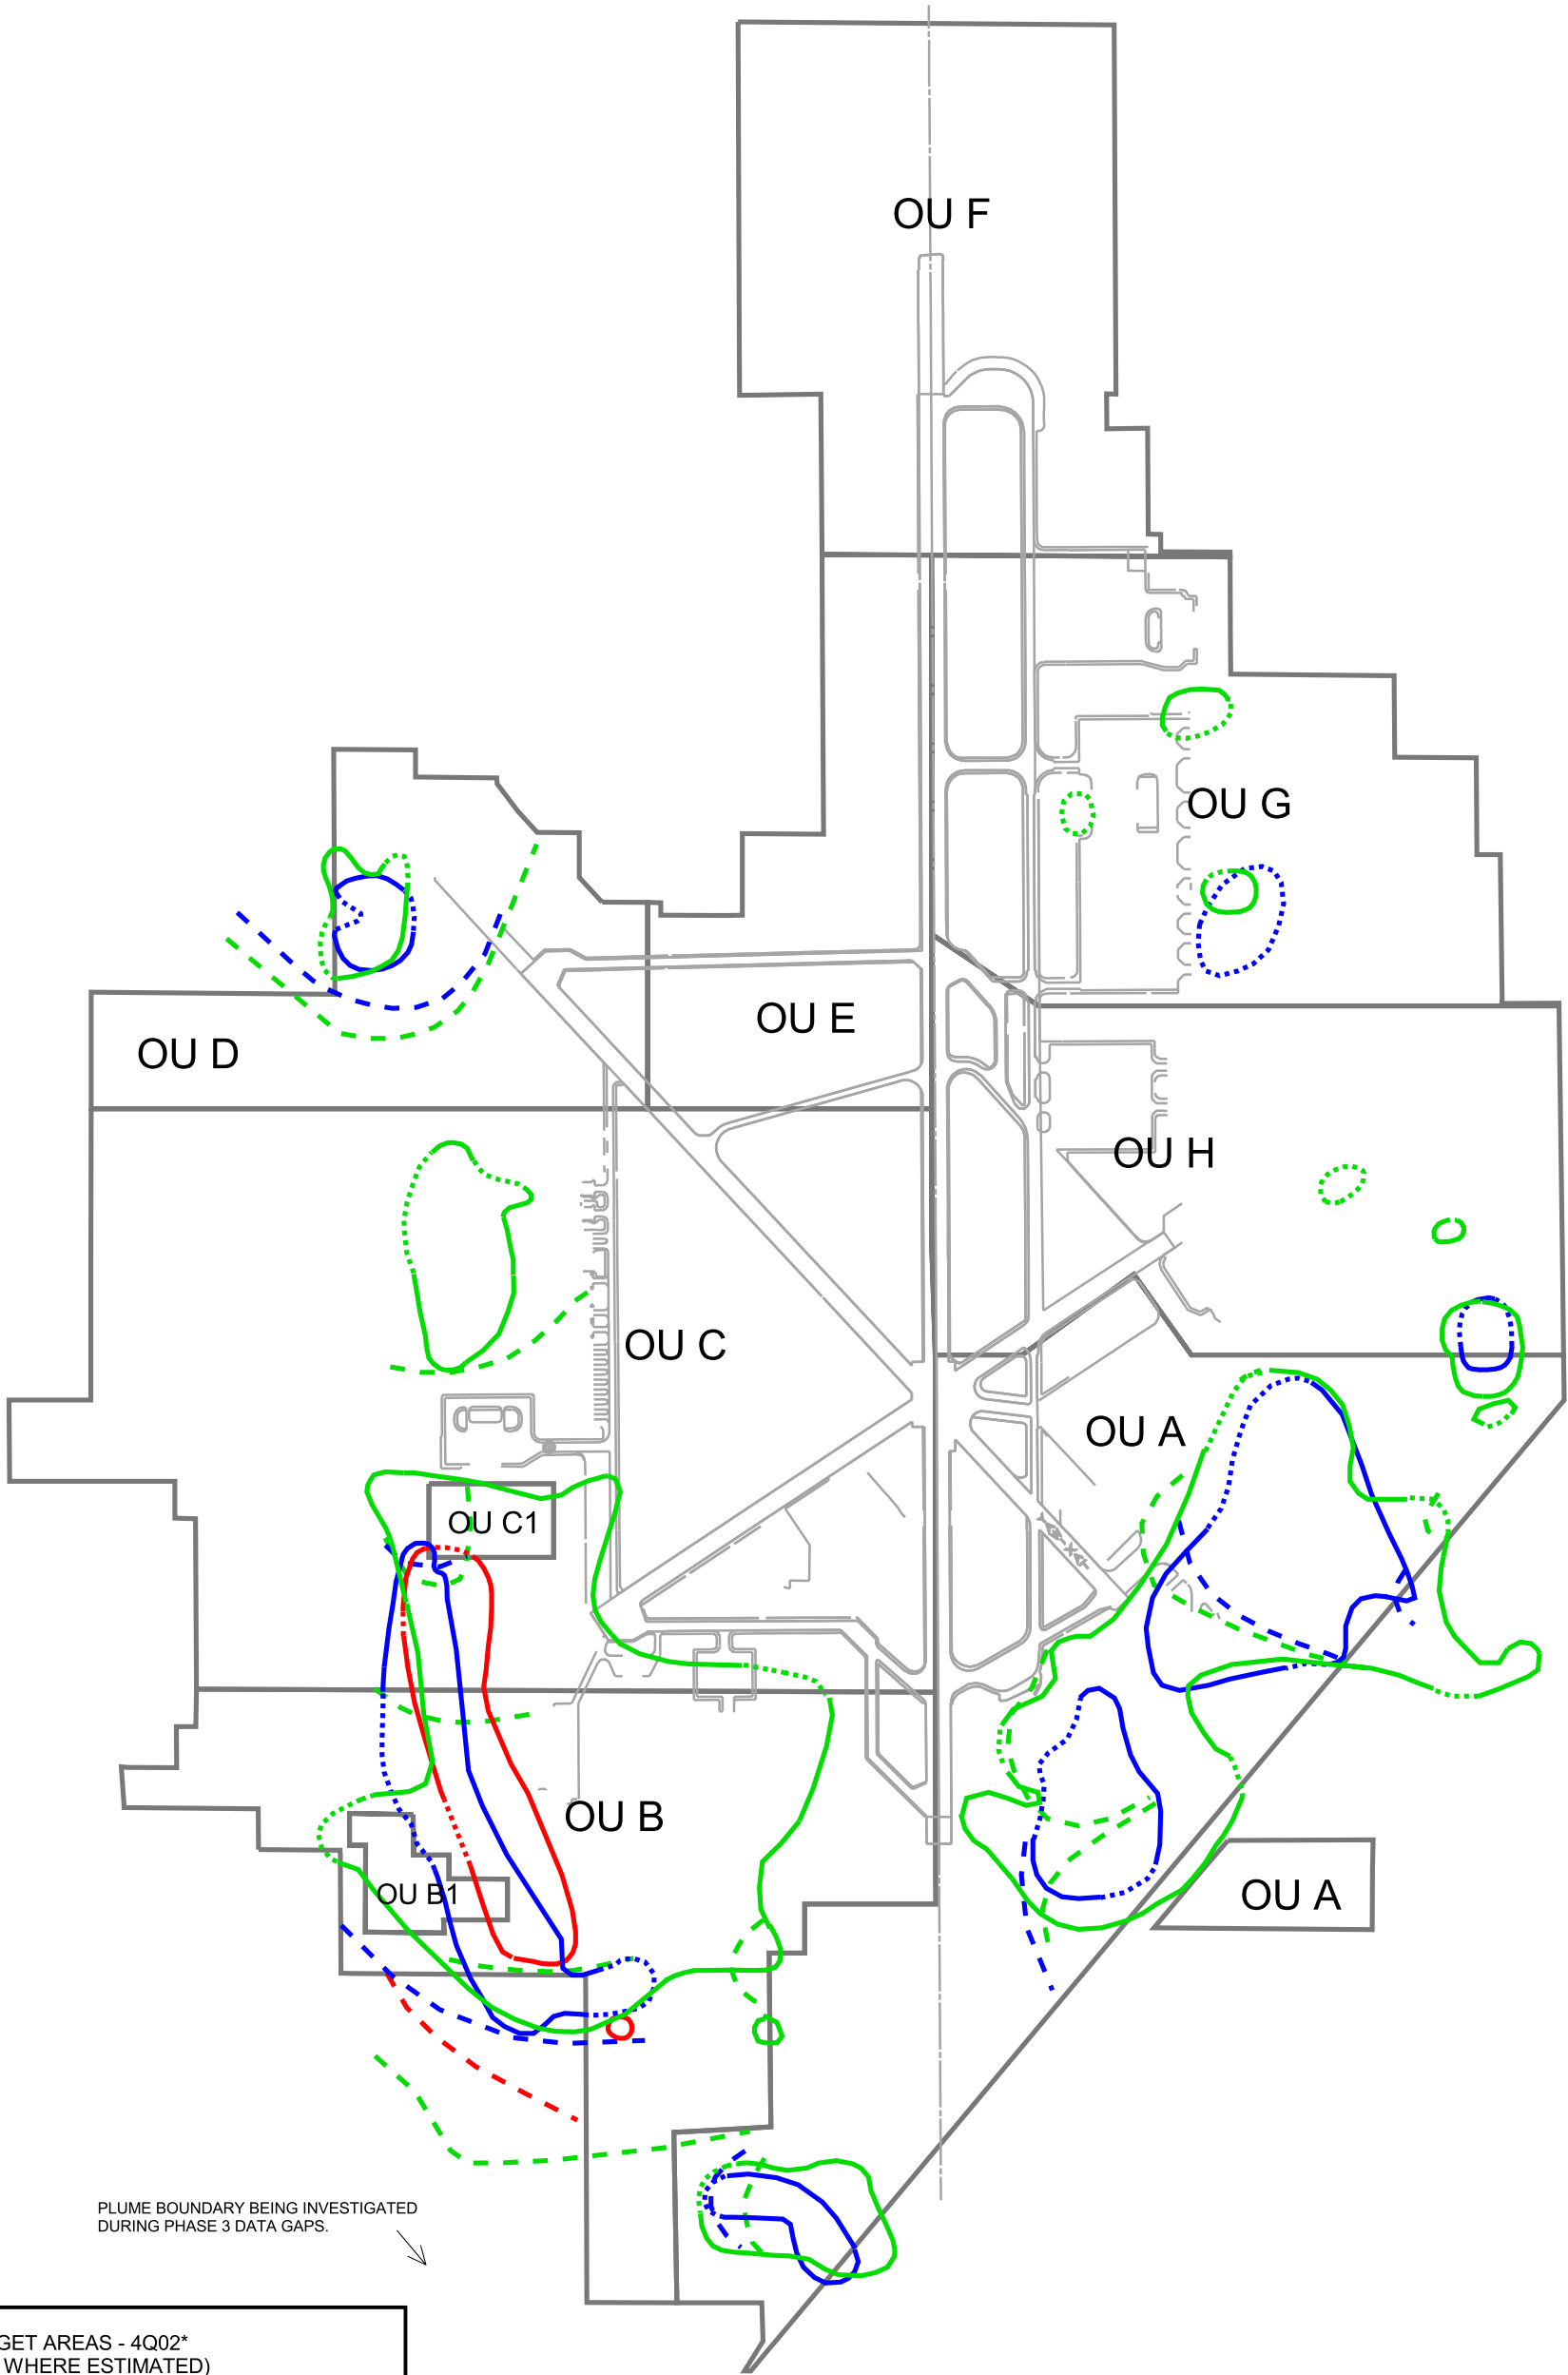 OU F
OU G
OU E
OU D
OU H
OU C
OU A
OU C1
OU B
OU B1
OU A
PLUME BOUNDARY BEING INVESTIGATED
DURING PHASE 3 DATA GAPS.
GET AREAS - 4Q02*
WHERE ESTIMATED)